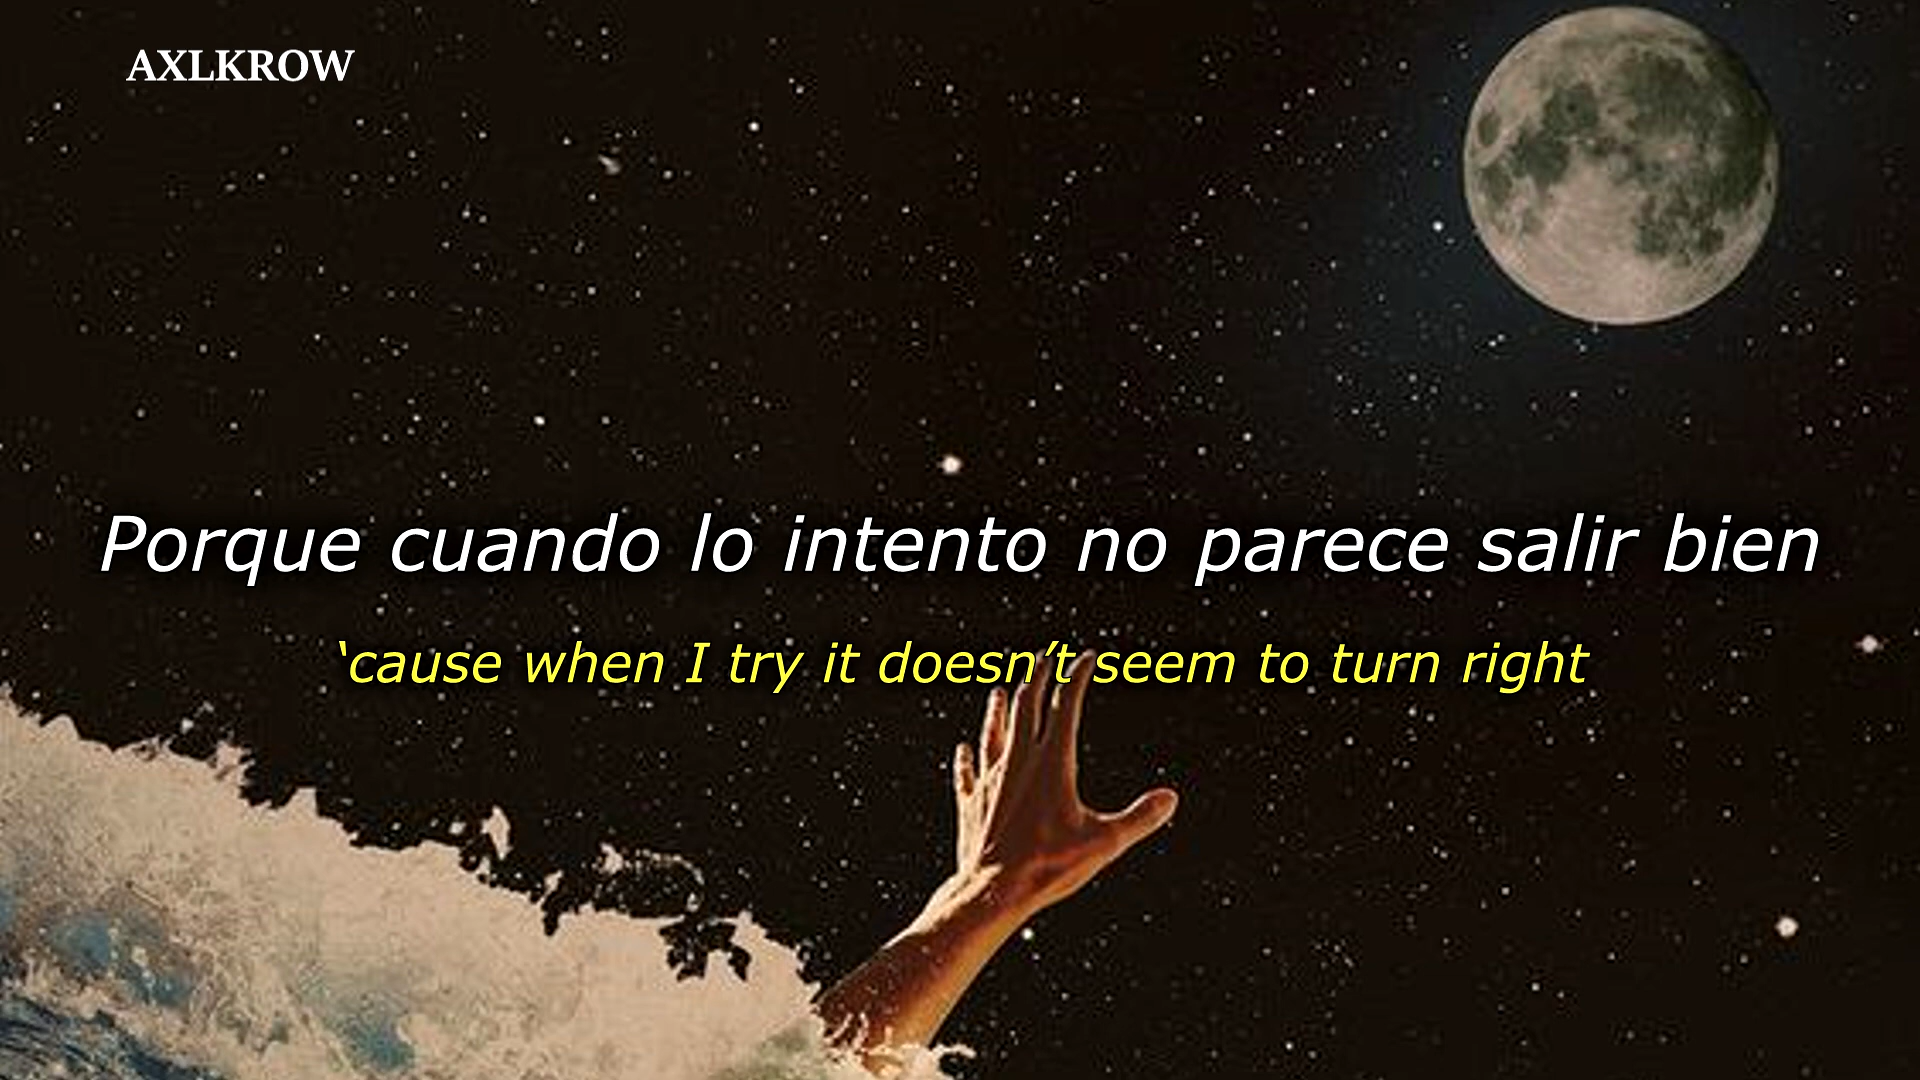 AXLKROW
Porque cuando lo intento no parece salir bien
‘cause when I try it doesn’t seem to turn right